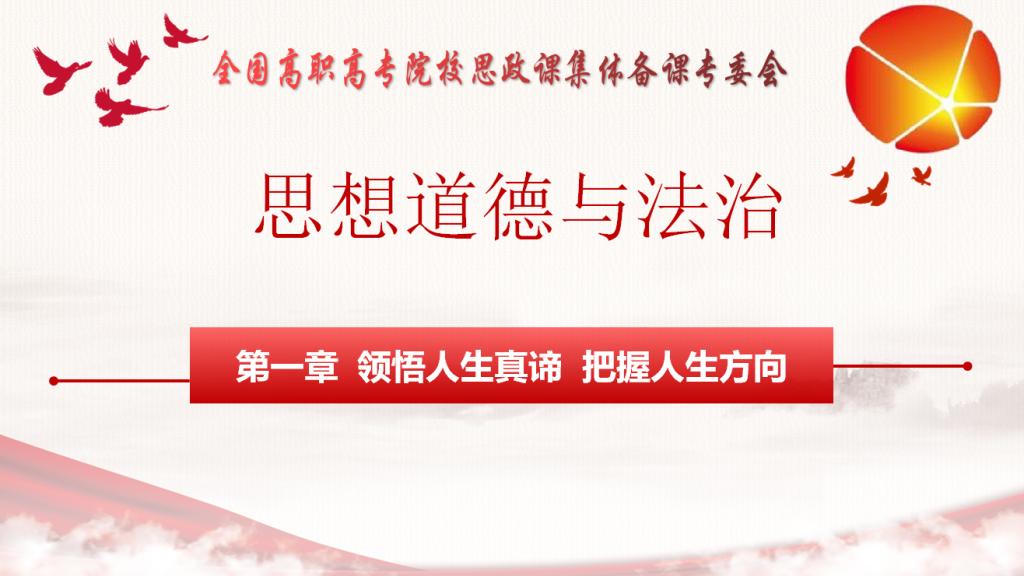 全国高职高专院校思政课集体备课专委会
思想道德与法治
第一章 领悟人生真谛 把握人生方向